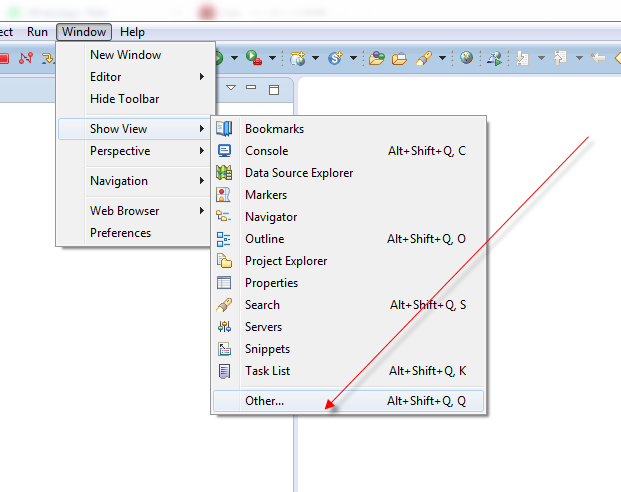 ect Run Window Help
New Window
Editor
Hide Toolbar
Show View
Perspective
Navigation
Web Browser
Preferences
Bookmarks
Console Alt+Shift+Q, C
Data Source Explorer
Markers
Navigator
Outline Alt+Shift+Q, O
Project Explorer
Properties
Search Alt+Shift+Q, S
Servers
Snippets
Task List Alt+Shift+Q, K
Other... Alt+Shift+Q, Q